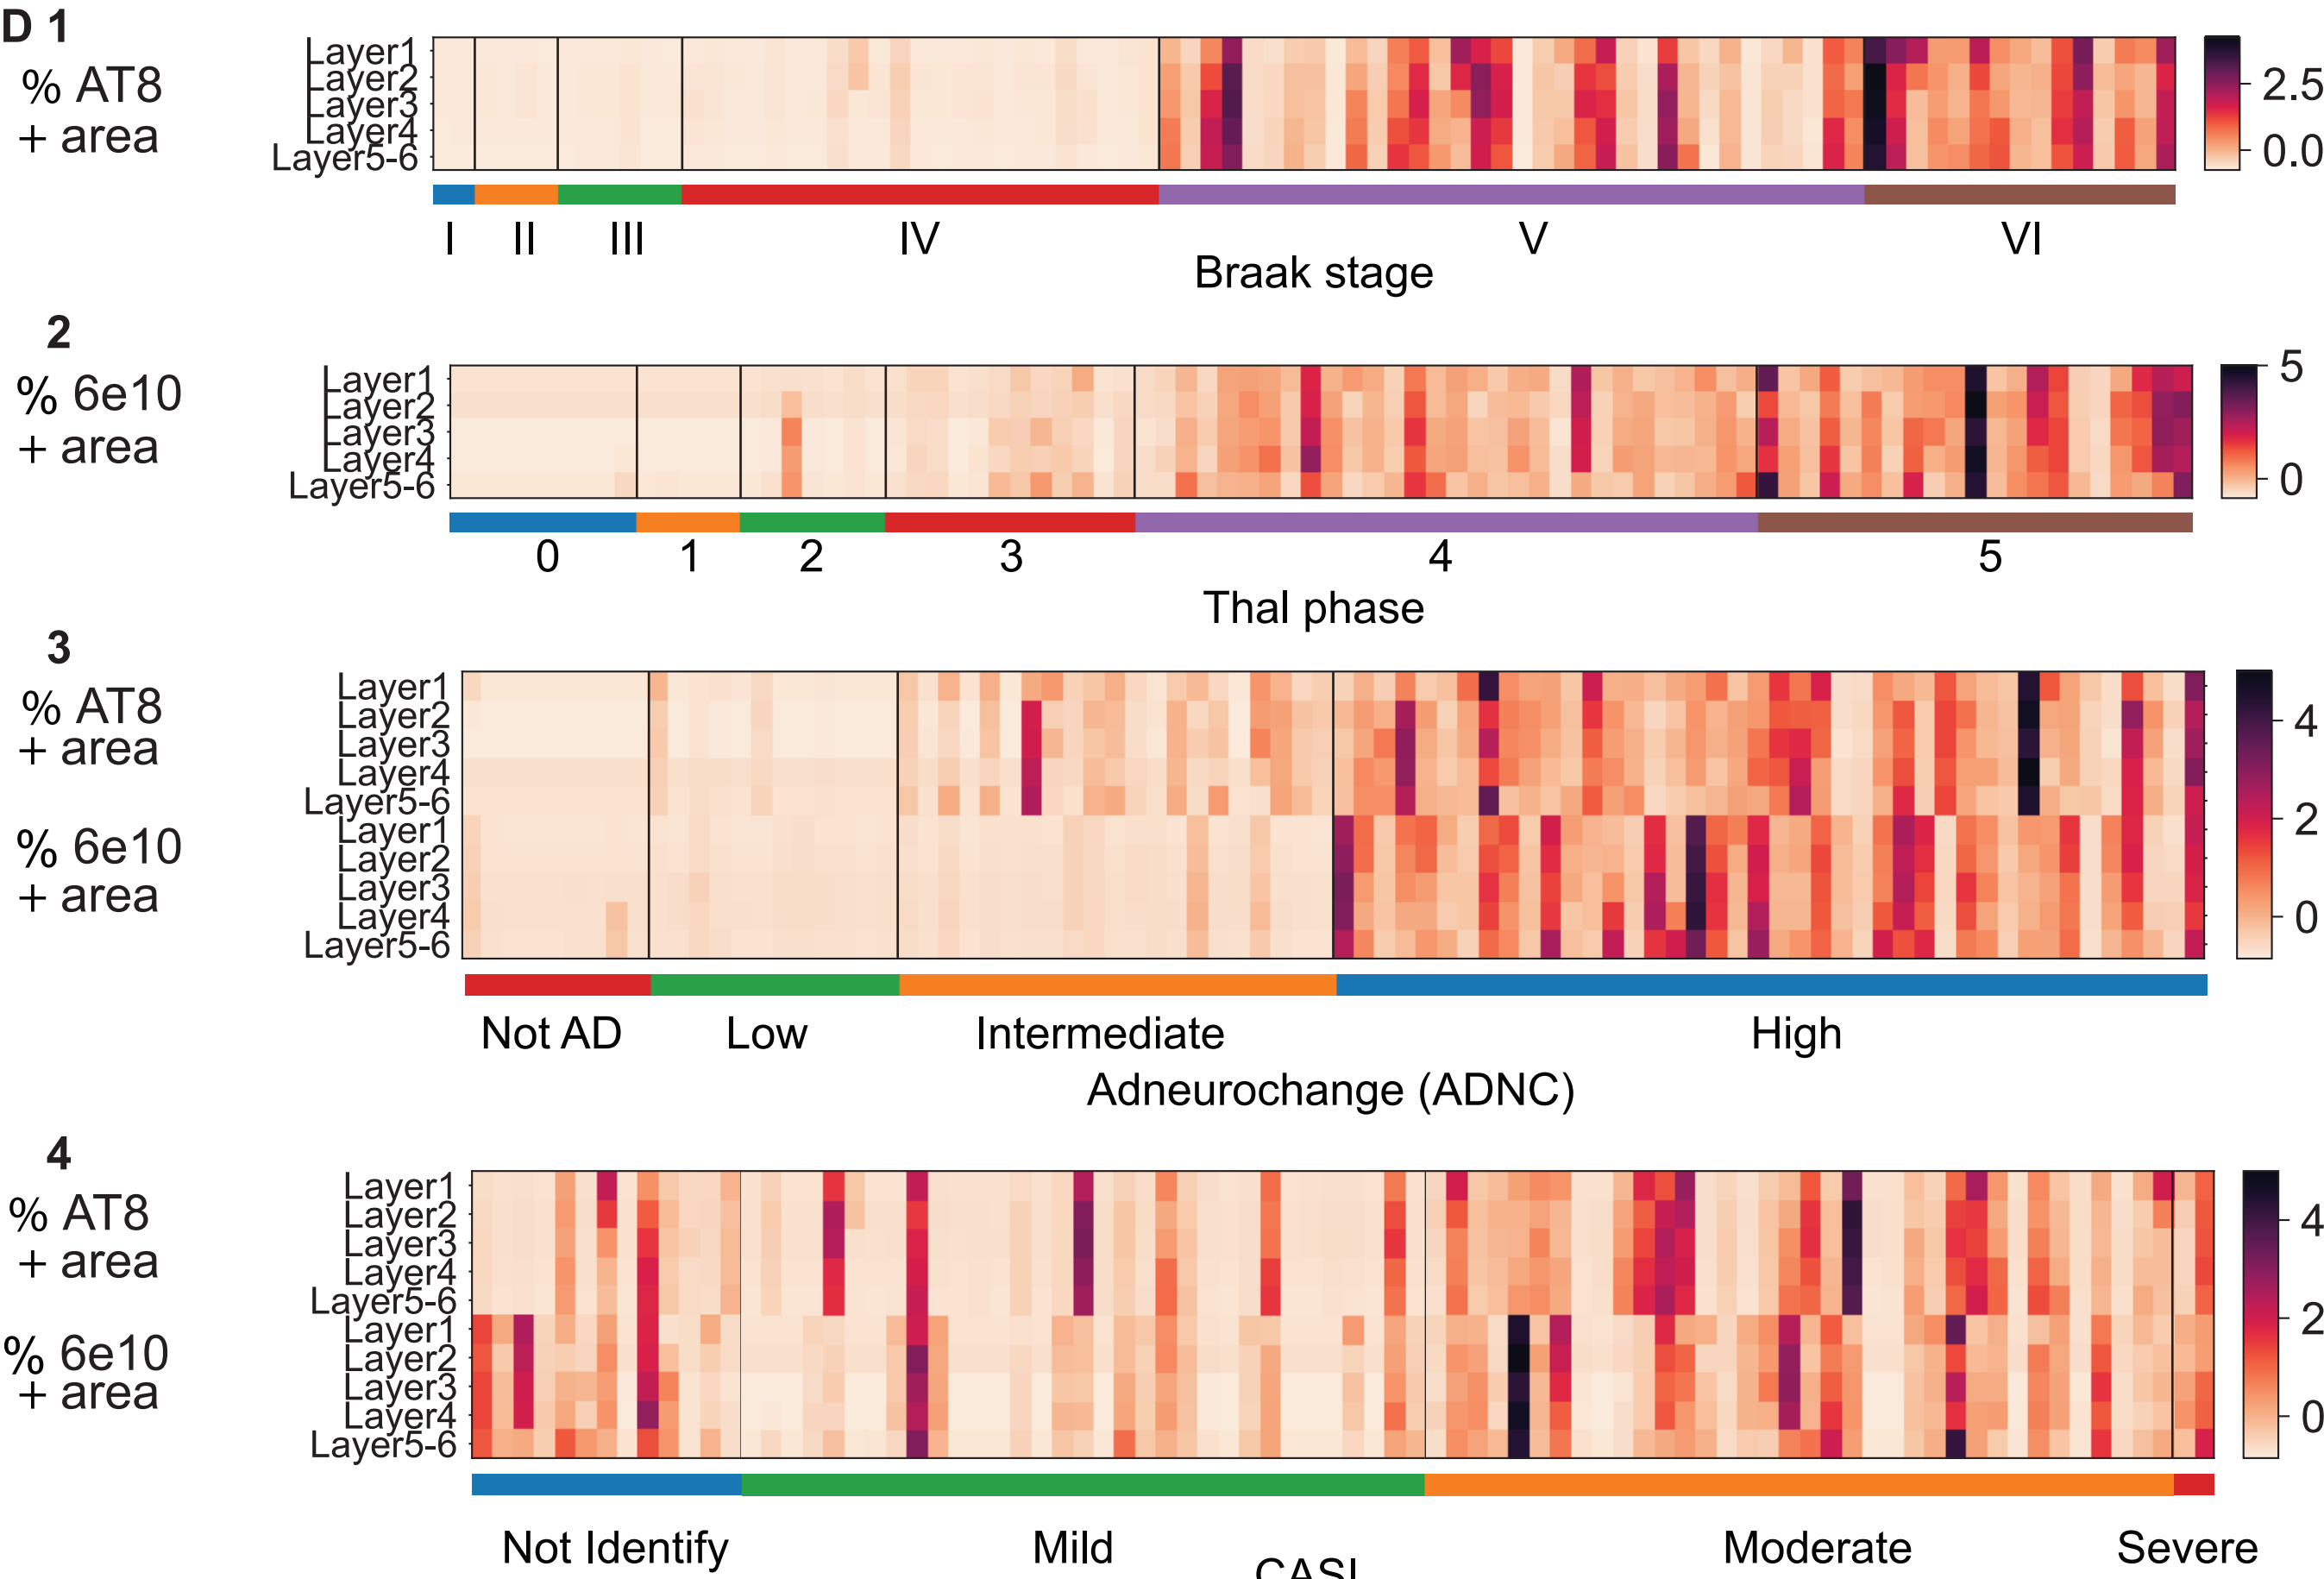 D 1
% AT8
+ area
Layer1
Layer2
Layer3
Layer4
Layer5-6
2.5
0.0
I II III IV V VI
Braak stage
2
% 6e10
+ area
Layer1
Layer2
Layer3
Layer4
Layer5-6
5
0
0 1 2 3 4 5
Thal phase
3
% AT8
+ area
Layer1
Layer2
Layer3
Layer4
Layer5-6
% 6e10
+ area
Layer1
Layer2
Layer3
Layer4
Layer5-6
4
2
0
Not AD Low Intermediate High
Adneurochange (ADNC)
4
% AT8
+ area
Layer1
Layer2
Layer3
Layer4
Layer5-6
% 6e10
+ area
Layer1
Layer2
Layer3
Layer4
Layer5-6
4
2
0
Not Identify Mild Moderate Severe
CASI